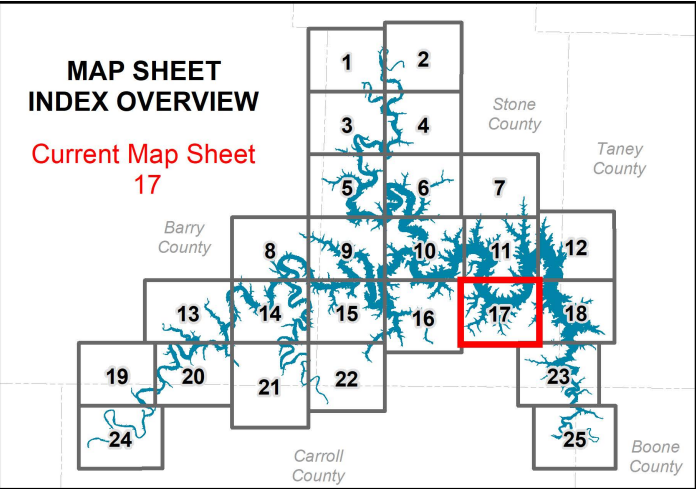 MAP SHEET
INDEX OVERVIEW
Current Map Sheet
17
1
2
3
4
Stone
County
Taney
County
5
6
7
Barry
County
8
9
10
11
12
13
14
15
16
17
18
19
20
21
22
23
24
25
Carroll
County
Boone
County